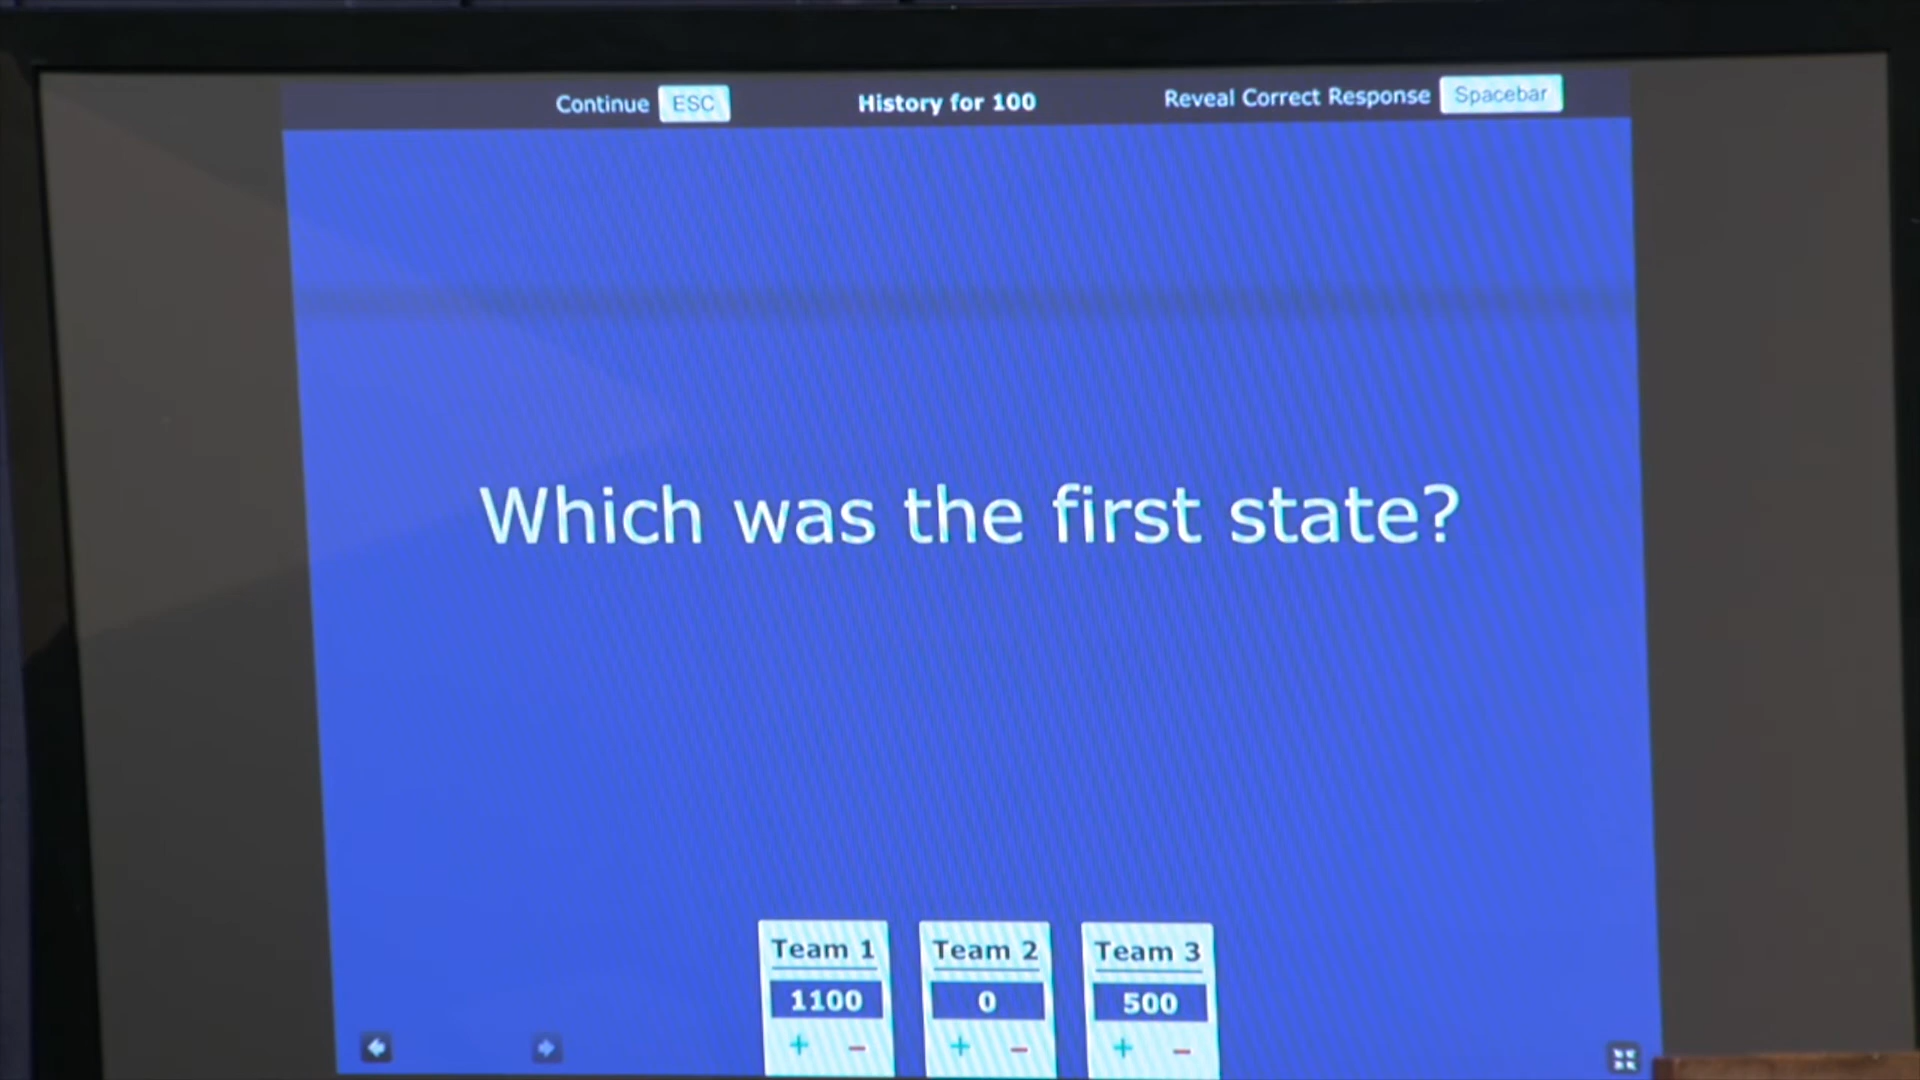 Continue ESC History for 100 Reveal Correct Response Spacebar
Which was the first state?
Team 1 Team 2 Team 3
1100 0 500
+ - + - + -